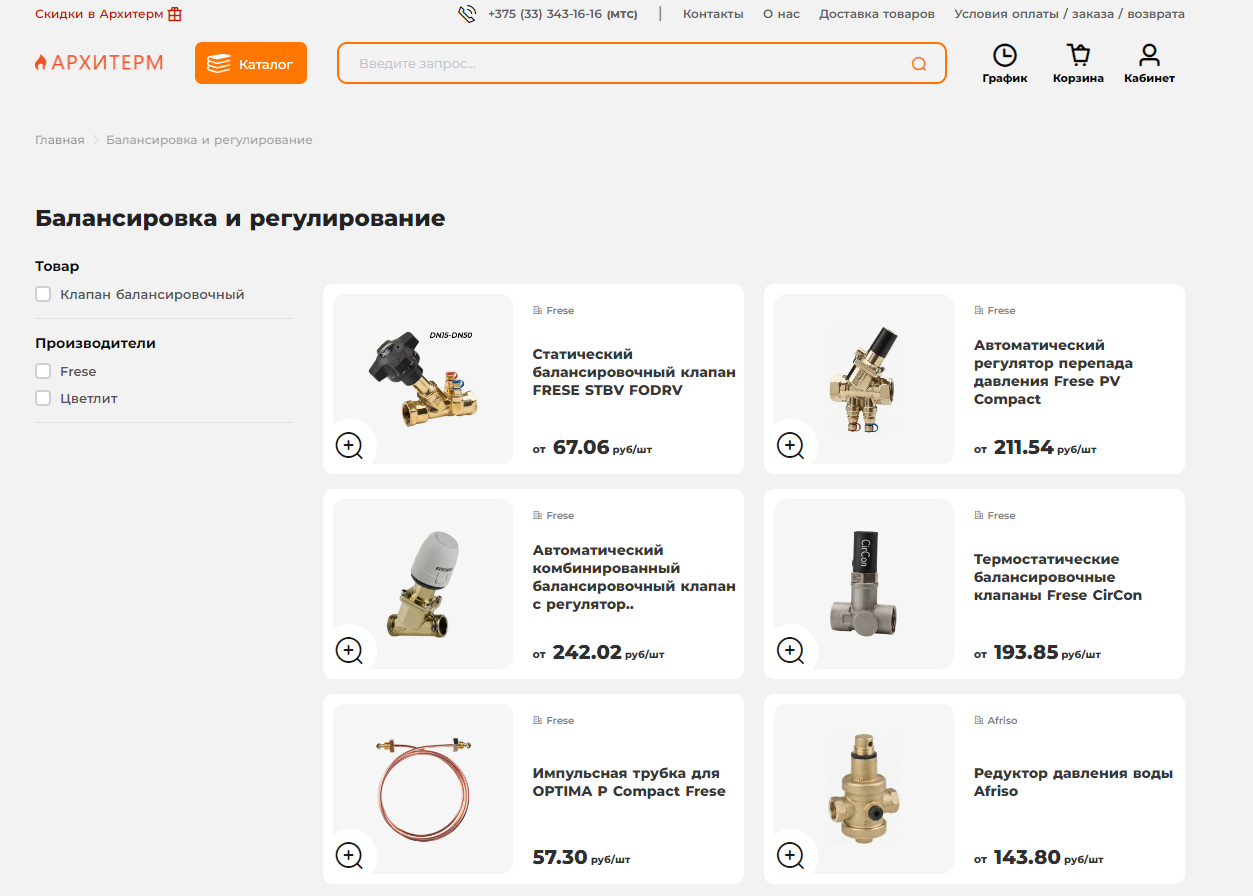 Скидки в Архитерм
+375 (33) 343-16-16 (МТС) | Контакты О нас Доставка товаров Условия оплаты / заказа / возврата
АРХИТЕРМ
Каталог
Введите запрос...
График Корзина Кабинет
Главная Балансировка и регулирование
Балансировка и регулирование
Товар
Клапан балансировочный
Производители
Frese
Цветлит
DN15-DN50
Frese
Статический
балансировочный клапан
FRESE STBV FODRV
от 67.06 руб/шт
Frese
Автоматический
регулятор перепада
давления Frese PV
Compact
от 211.54 руб/шт
Frese
Автоматический
комбинированный
балансировочный клапан
с регулятор..
от 242.02 руб/шт
CirCon
Frese
Термостатические
балансировочные
клапаны Frese CirCon
от 193.85 руб/шт
Frese
Импульсная трубка для
OPTIMA P Compact Frese
57.30 руб/шт
Afriso
Редуктор давления воды
Afriso
от 143.80 руб/шт